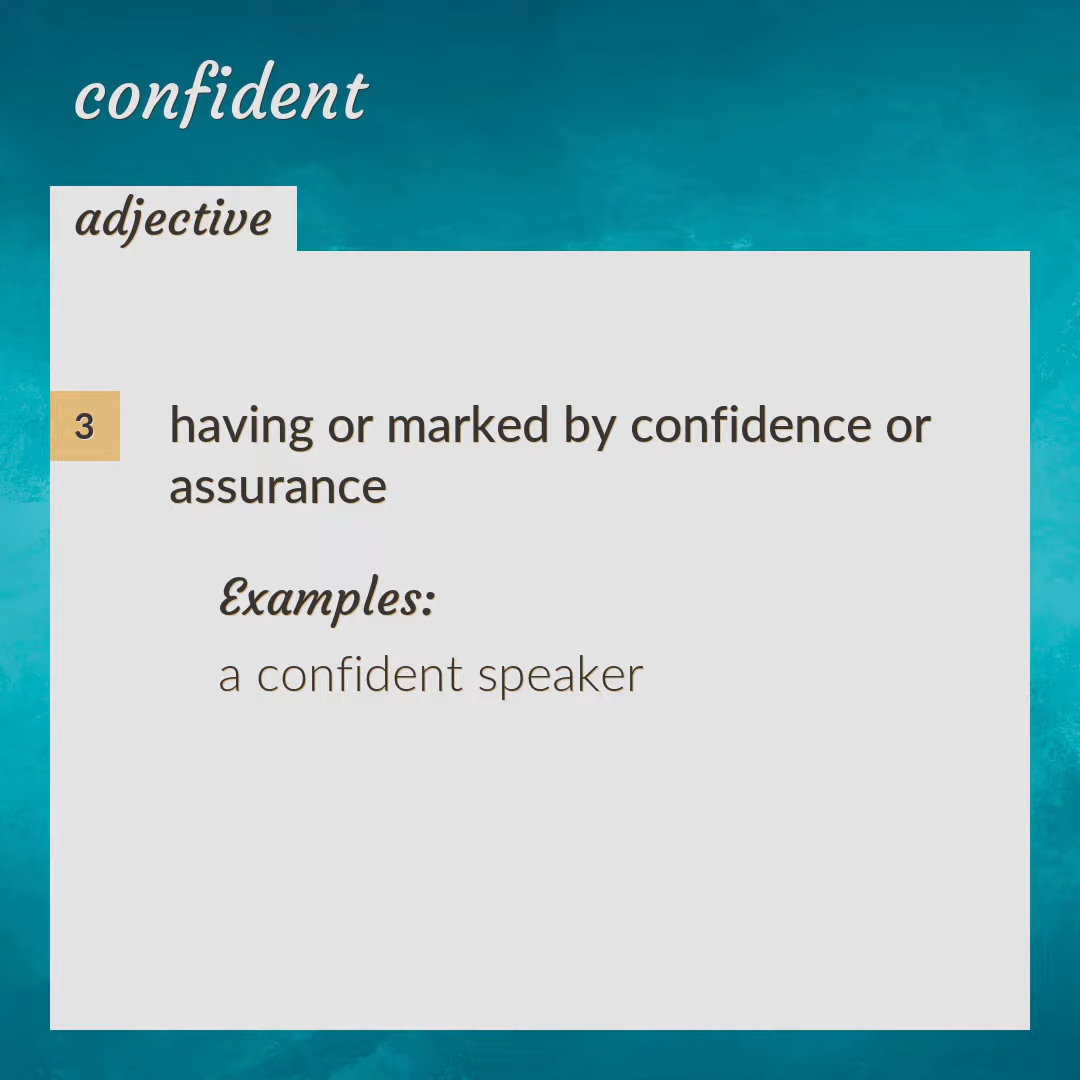 confident
adjective
3
having or marked by confidence or
assurance
Examples:
a confident speaker